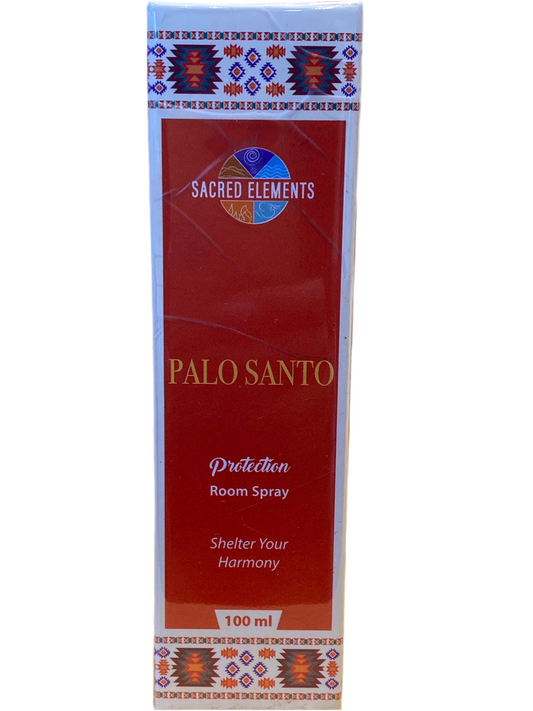 SACRED ELEMENTS
PALO SANTO
Protection
Room Spray
Shelter Your
Harmony
100 ml